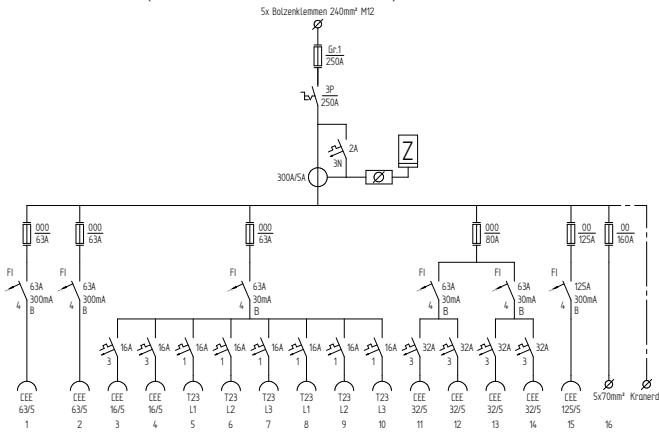 5x Bolzenklemmen 240mm² M12
Gr.1
250A
3P
250A
2A
3N
Z
300A/5A
000
63A
000
63A
000
63A
000
80A
00
125A
00
160A
FI
63A
300mA
4
B
FI
63A
300mA
4
B
FI
63A
30mA
4
B
FI
63A
30mA
4
B
FI
63A
30mA
4
B
FI
125A
300mA
4
B
16A
3
16A
3
16A
1
16A
1
16A
1
16A
1
16A
1
16A
1
32A
3
32A
3
32A
3
32A
3
CEE CEE CEE CEE T23 T23 T23 T23 T23 T23 CEE CEE CEE CEE CEE 5x70mm² Kranerd
63/5 63/5 16/5 16/5 L1 L2 L3 L1 L2 L3 32/5 32/5 32/5 32/5 125/5
1 2 3 4 5 6 7 8 9 10 11 12 13 14 15 16